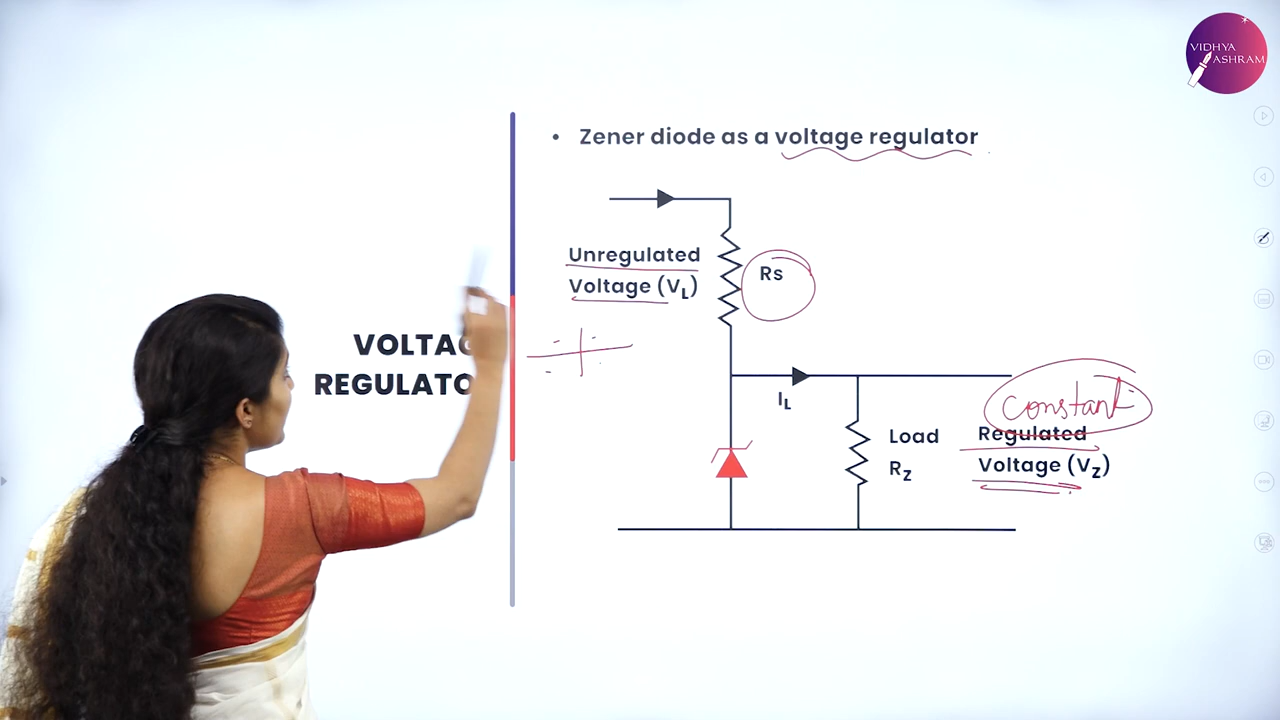 VIDHYA
ASHRAM
• Zener diode as a voltage regulator
Unregulated
Voltage (VL)
Rs
VOLTAG
REGULATO
IL
constant
Load
RZ
Regulated
Voltage (VZ)